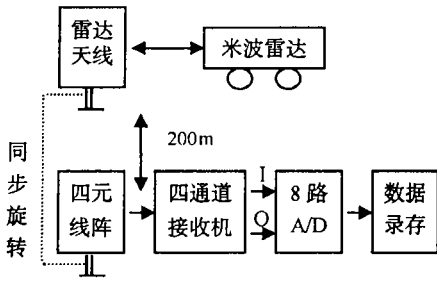 雷达
天线
米波雷达
200m
同
步
旋
转
四元
线阵
四通道
接收机
I
Q
8 路
A/D
数据
录存